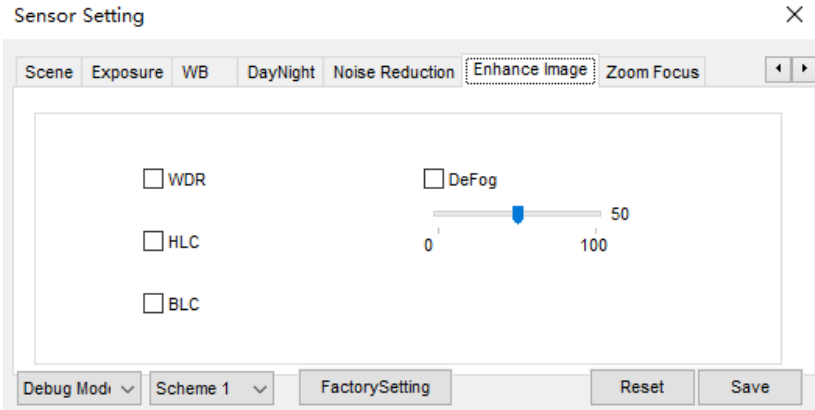 Sensor Setting
Scene Exposure WB DayNight Noise Reduction Enhance Image Zoom Focus
WDR DeFog
50
HLC 0 100
BLC
Debug Mod Scheme 1 FactorySetting Reset Save